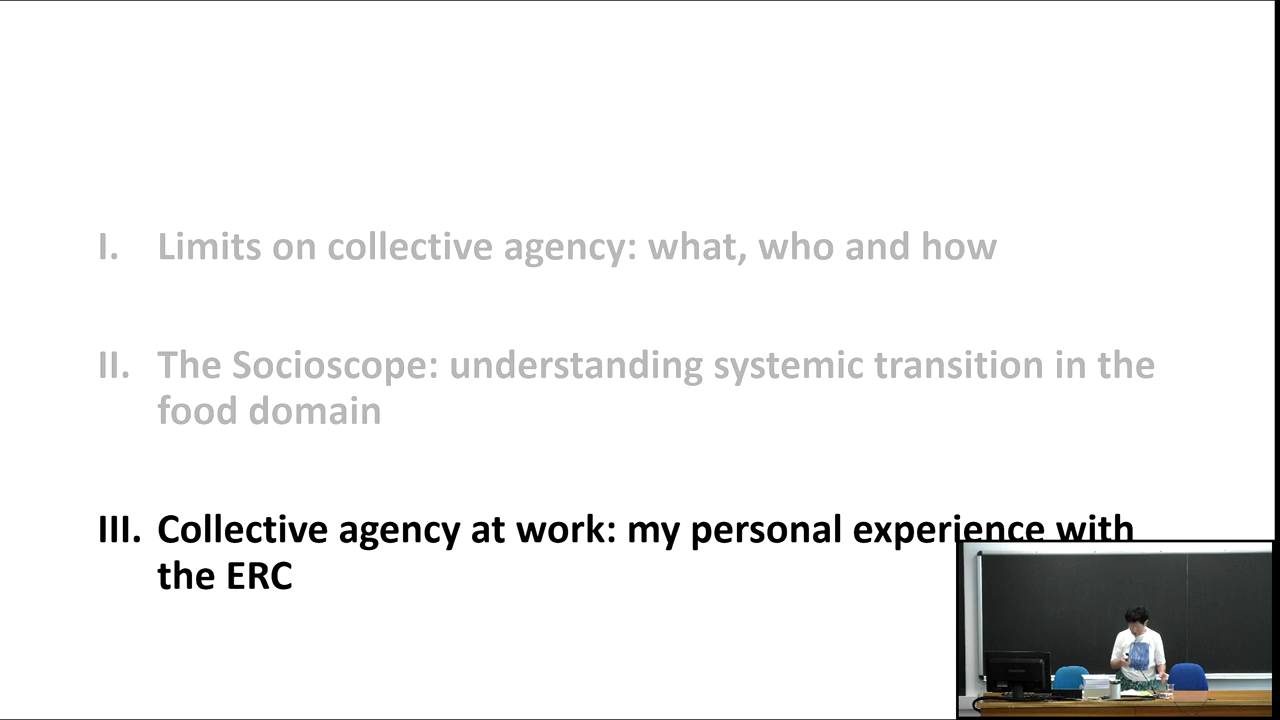 I. Limits on collective agency: what, who and how
II. The Socioscope: understanding systemic transition in the
food domain
III. Collective agency at work: my personal experience with
the ERC